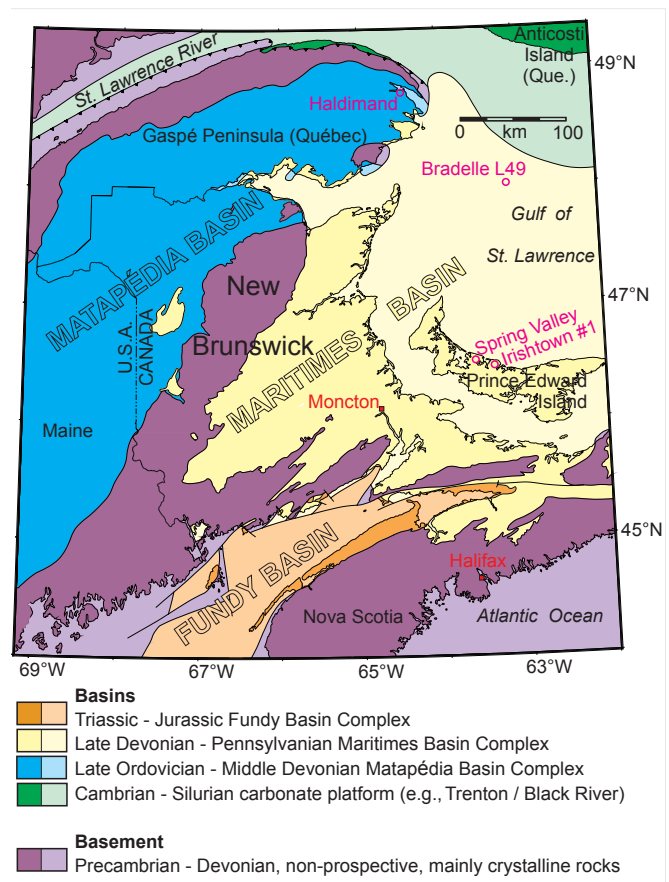 Anticosti
Island
(Que.)
49°N
St. Lawrence River
Haldimand
0 km 100
Gaspé Peninsula (Québec)
Bradelle L49
Gulf of
St. Lawrence
MATAPÉDIA BASIN
New
Brunswick
47°N
U.S.A.
CANADA
MARITIMES BASIN
Spring Valley
Irishtown #1
Prince Edward
Island
Moncton
Maine
45°N
FUNDY BASIN
Halifax
Nova Scotia
Atlantic Ocean
69°W 67°W 65°W 63°W
Basins
Triassic - Jurassic Fundy Basin Complex
Late Devonian - Pennsylvanian Maritimes Basin Complex
Late Ordovician - Middle Devonian Matapédia Basin Complex
Cambrian - Silurian carbonate platform (e.g., Trenton / Black River)
Basement
Precambrian - Devonian, non-prospective, mainly crystalline rocks